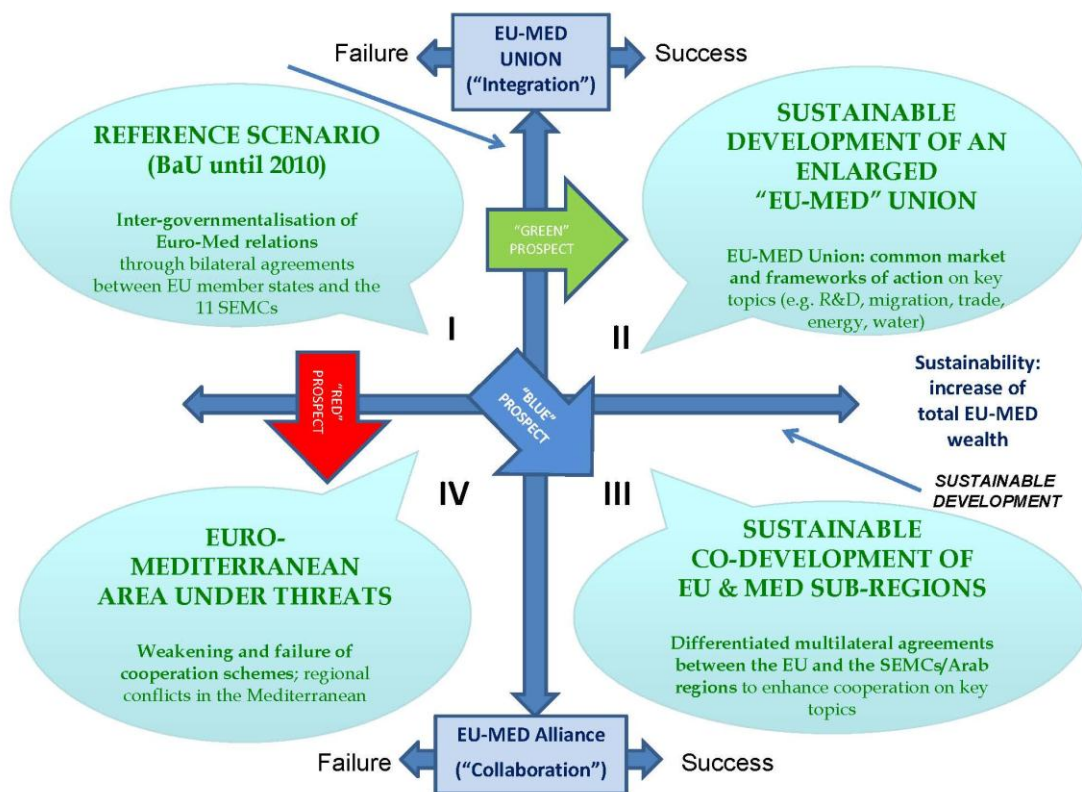 EU-MED
UNION
("Integration")
Failure
Success
REFERENCE SCENARIO
(BaU until 2010)
Inter-governmentalisation of
Euro-Med relations
through bilateral agreements
between EU member states and the
11 SEMCs
SUSTAINABLE
DEVELOPMENT OF AN
ENLARGED
“EU-MED” UNION
EU-MED Union: common market
and frameworks of action on key
topics (e.g. R&D, migration, trade,
energy, water)
"GREEN"
PROSPECT
I
II
"RED"
PROSPECT
"BLUE"
PROSPECT
Sustainability:
increase of
total EU-MED
wealth
SUSTAINABLE
DEVELOPMENT
IV
III
EURO-
MEDITERRANEAN
AREA UNDER THREATS
Weakening and failure of
cooperation schemes; regional
conflicts in the Mediterranean
SUSTAINABLE
CO-DEVELOPMENT OF
EU & MED SUB-REGIONS
Differentiated multilateral agreements
between the EU and the SEMCs/Arab
regions to enhance cooperation on key
topics
EU-MED Alliance
("Collaboration")
Failure
Success